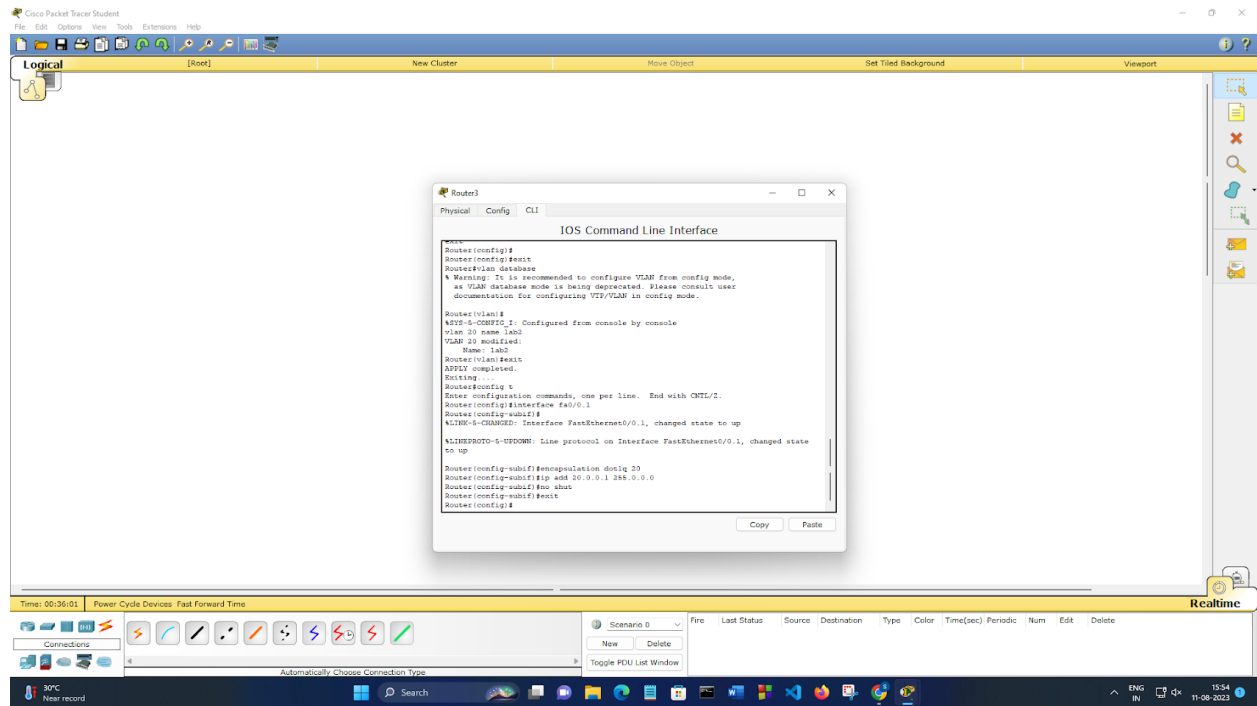 Cisco Packet Tracer Student
File Edit Options View Tools Extensions Help
Logical [Root] New Cluster Move Object Set Tiled Background Viewport
Router3
Physical Config CLI
IOS Command Line Interface
exit
Router(config)#
Router(config)#exit
Router#vlan database
% Warning: It is recommended to configure VLAN from config mode,
as VLAN database mode is being deprecated. Please consult user
documentation for configuring VTP/VLAN in config mode.
Router(vlan)#
%SYS-5-CONFIG_I: Configured from console by console
vlan 20 name lab2
VLAN 20 modified:
Name: lab2
Router(vlan)#exit
APPLY completed.
Exiting....
Router#config t
Enter configuration commands, one per line. End with CNTL/Z.
Router(config)#interface fa0/0.1
Router(config-subif)#
%LINK-5-CHANGED: Interface FastEthernet0/0.1, changed state to up
%LINEPROTO-5-UPDOWN: Line protocol on Interface FastEthernet0/0.1, changed state
to up
Router(config-subif)#encapsulation dot1q 20
Router(config-subif)#ip add 20.0.0.1 255.0.0.0
Router(config-subif)#no shut
Router(config-subif)#exit
Router(config)#
Copy Paste
Time: 00:36:01 Power Cycle Devices Fast Forward Time Realtime
Scenario 0 Fire Last Status Source Destination Type Color Time(sec) Periodic Num Edit Delete
Connections New Delete
Toggle PDU List Window
Automatically Choose Connection Type
30°C
Near record
Search
ENG
IN
15:54
11-08-2023